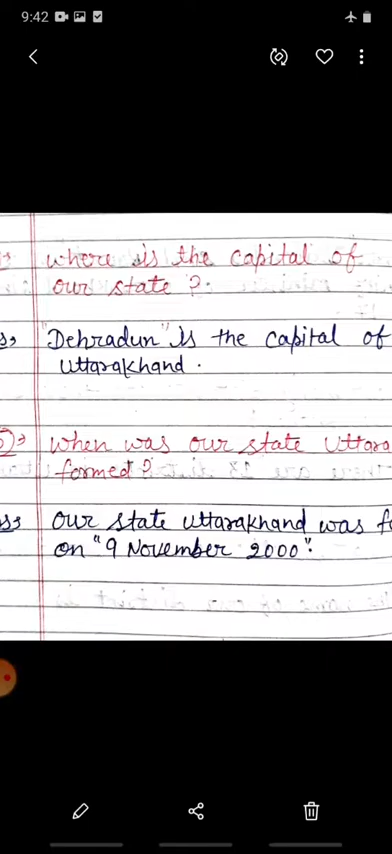 9:42
where is the capital of
our state ?.
"Dehradun" is the capital of
Uttarakhand .
when was our state
formed ?
our state uttarakhand was
on "9 November 2000".